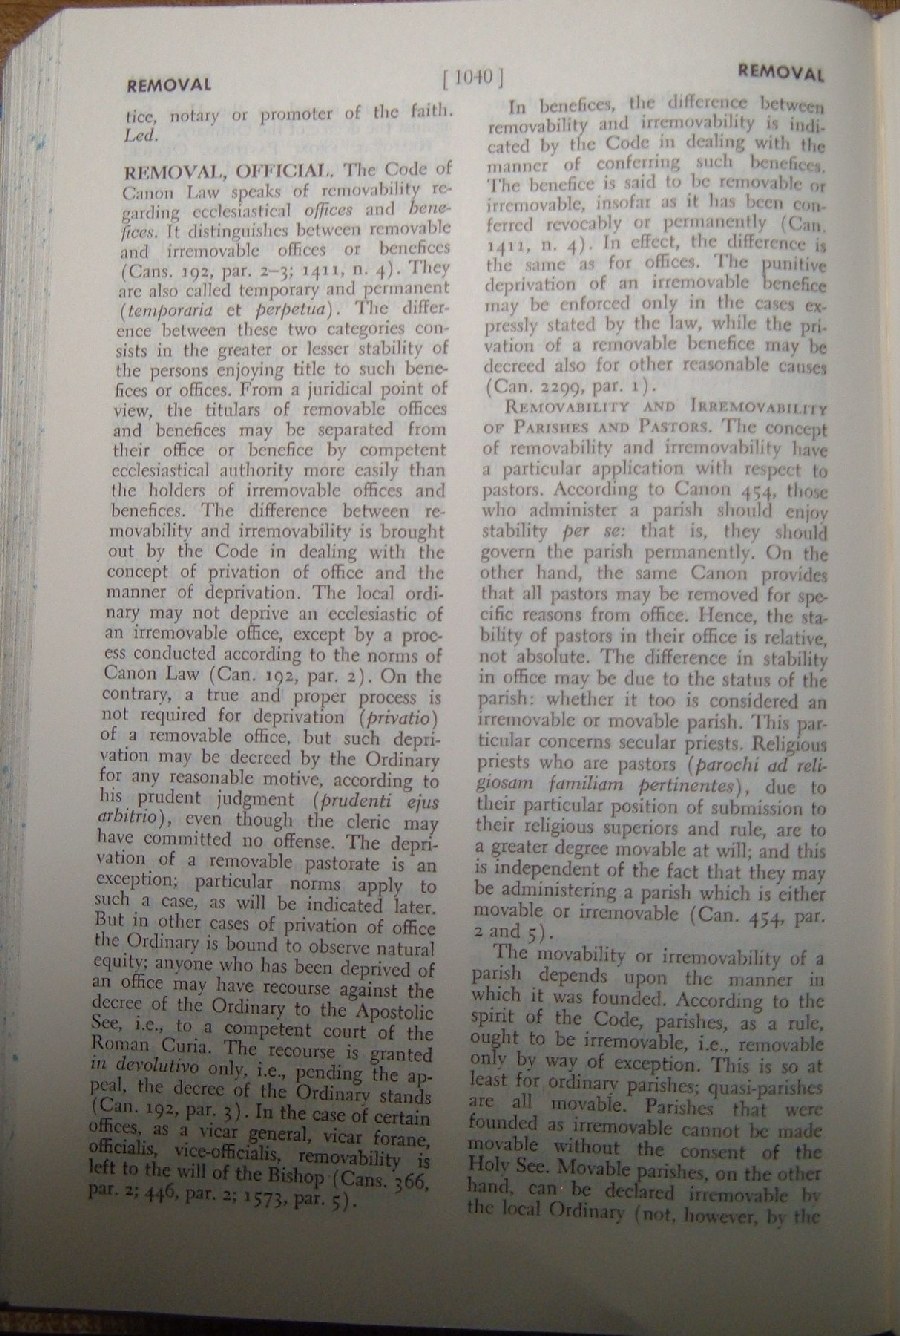 REMOVAL
[ 1040 ]
REMOVAL
tice, notary or promoter of the faith.
Led.
REMOVAL, OFFICIAL. The Code of
Canon Law speaks of removability re-
garding ecclesiastical offices and bene-
fices. It distinguishes between removable
and irremovable offices or benefices
(Cans. 192, par. 2–3; 1411, n. 4). They
are also called temporary and permanent
(temporaria et perpetua). The differ-
ence between these two categories con-
sists in the greater or lesser stability of
the persons enjoying title to such bene-
fices or offices. From a juridical point of
view, the titulars of removable offices
and benefices may be separated from
their office or benefice by competent
ecclesiastical authority more easily than
the holders of irremovable offices and
benefices. The difference between re-
movability and irremovability is brought
out by the Code in dealing with the
concept of privation of office and the
manner of deprivation. The local ordi-
nary may not deprive an ecclesiastic of
an irremovable office, except by a proc-
ess conducted according to the norms of
Canon Law (Can. 192, par. 2). On the
contrary, a true and proper process is
not required for deprivation (privatio)
of a removable office, but such depri-
vation may be decreed by the Ordinary
for any reasonable motive, according to
his prudent judgment (prudenti ejus
arbitrio), even though the cleric may
have committed no offense. The depri-
vation of a removable pastorate is an
exception; particular norms apply to
such a case, as will be indicated later.
But in other cases of privation of office
the Ordinary is bound to observe natural
equity; anyone who has been deprived of
an office may have recourse against the
decree of the Ordinary to the Apostolic
See, i.e., to a competent court of the
Roman Curia. The recourse is granted
in devolutivo only, i.e., pending the ap-
peal, the decree of the Ordinary stands
(Can. 192, par. 3). In the case of certain
offices, as a vicar general, vicar forane,
officialis, vice-officialis, removability is
left to the will of the Bishop (Cans. 366,
par. 2; 446, par. 2; 1573, par. 5).
In benefices, the difference between
removability and irremovability is indi-
cated by the Code in dealing with the
manner of conferring such benefices.
The benefice is said to be removable or
irremovable, insofar as it has been con-
ferred revocably or permanently (Can.
1411, n. 4). In effect, the difference is
the same as for offices. The punitive
deprivation of an irremovable benefice
may be enforced only in the cases ex-
pressly stated by the law, while the pri-
vation of a removable benefice may be
decreed also for other reasonable causes
(Can. 2299, par. 1).
REMOVABILITY AND IRREMOVABILITY
OF PARISHES AND PASTORS. The concept
of removability and irremovability have
a particular application with respect to
pastors. According to Canon 454, those
who administer a parish should enjoy
stability per se: that is, they should
govern the parish permanently. On the
other hand, the same Canon provides
that all pastors may be removed for spe-
cific reasons from office. Hence, the sta-
bility of pastors in their office is relative,
not absolute. The difference in stability
in office may be due to the status of the
parish: whether it too is considered an
irremovable or movable parish. This par-
ticular concerns secular priests. Religious
priests who are pastors (parochi ad reli-
giosam familiam pertinentes), due to
their particular position of submission to
their religious superiors and rule, are to
a greater degree movable at will; and this
is independent of the fact that they may
be administering a parish which is either
movable or irremovable (Can. 454, par.
2 and 5).
The movability or irremovability of a
parish depends upon the manner in
which it was founded. According to the
spirit of the Code, parishes, as a rule,
ought to be irremovable, i.e., removable
only by way of exception. This is so at
least for ordinary parishes; quasi-parishes
are all movable. Parishes that were
founded as irremovable cannot be made
movable without the consent of the
Holy See. Movable parishes, on the other
hand, can be declared irremovable by
the local Ordinary (not, however, by the